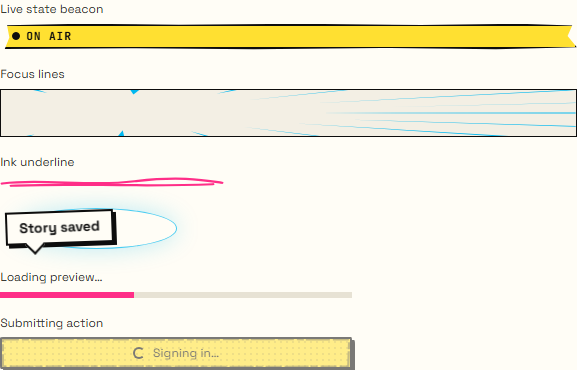 Live state beacon
ON AIR
Focus lines
Ink underline
Story saved
Loading preview...
Submitting action
Signing in...